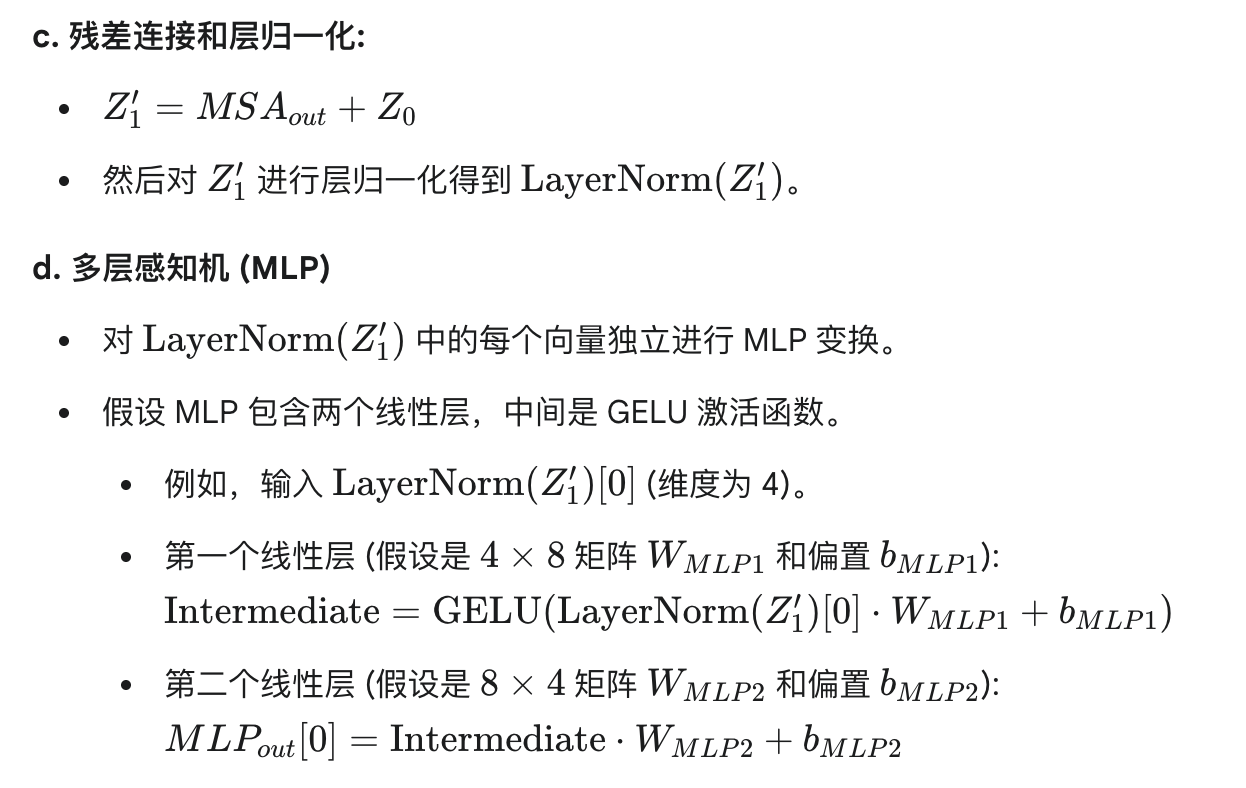 c. 残差连接和层归一化:
• $Z_1' = MSA_{out} + Z_0$
• 然后对 $Z_1'$ 进行层归一化得到 $\text{LayerNorm}(Z_1')$。
d. 多层感知机 (MLP)
• 对 $\text{LayerNorm}(Z_1')$ 中的每个向量独立进行 MLP 变换。
• 假设 MLP 包含两个线性层，中间是 GELU 激活函数。
• 例如，输入 $\text{LayerNorm}(Z_1')[0]$ (维度为 4)。
• 第一个线性层 (假设是 $4 \times 8$ 矩阵 $W_{MLP1}$ 和偏置 $b_{MLP1}$):
$\text{Intermediate} = \text{GELU}(\text{LayerNorm}(Z_1')[0] \cdot W_{MLP1} + b_{MLP1})$
• 第二个线性层 (假设是 $8 \times 4$ 矩阵 $W_{MLP2}$ 和偏置 $b_{MLP2}$):
$MLP_{out}[0] = \text{Intermediate} \cdot W_{MLP2} + b_{MLP2}$